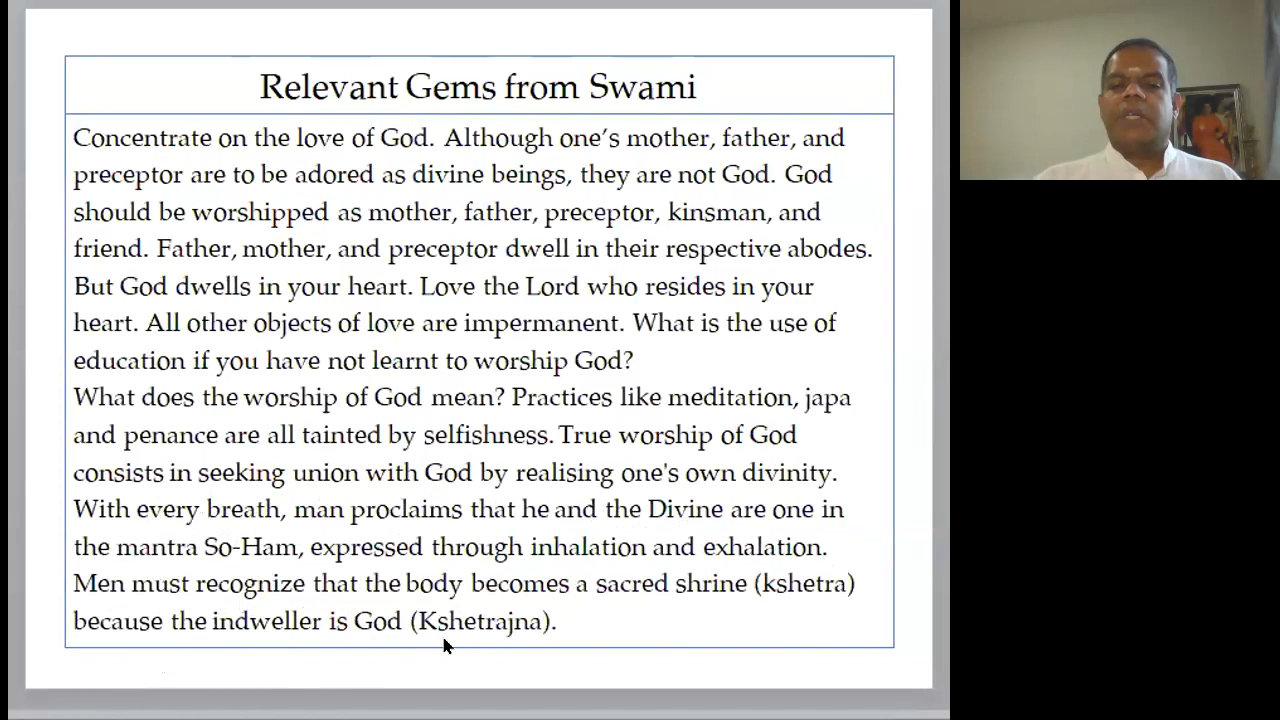 Relevant Gems from Swami
Concentrate on the love of God. Although one's mother, father, and
preceptor are to be adored as divine beings, they are not God. God
should be worshipped as mother, father, preceptor, kinsman, and
friend. Father, mother, and preceptor dwell in their respective abodes.
But God dwells in your heart. Love the Lord who resides in your
heart. All other objects of love are impermanent. What is the use of
education if you have not learnt to worship God?
What does the worship of God mean? Practices like meditation, japa
and penance are all tainted by selfishness. True worship of God
consists in seeking union with God by realising one's own divinity.
With every breath, man proclaims that he and the Divine are one in
the mantra So-Ham, expressed through inhalation and exhalation.
Men must recognize that the body becomes a sacred shrine (kshetra)
because the indweller is God (Kshetrajna).